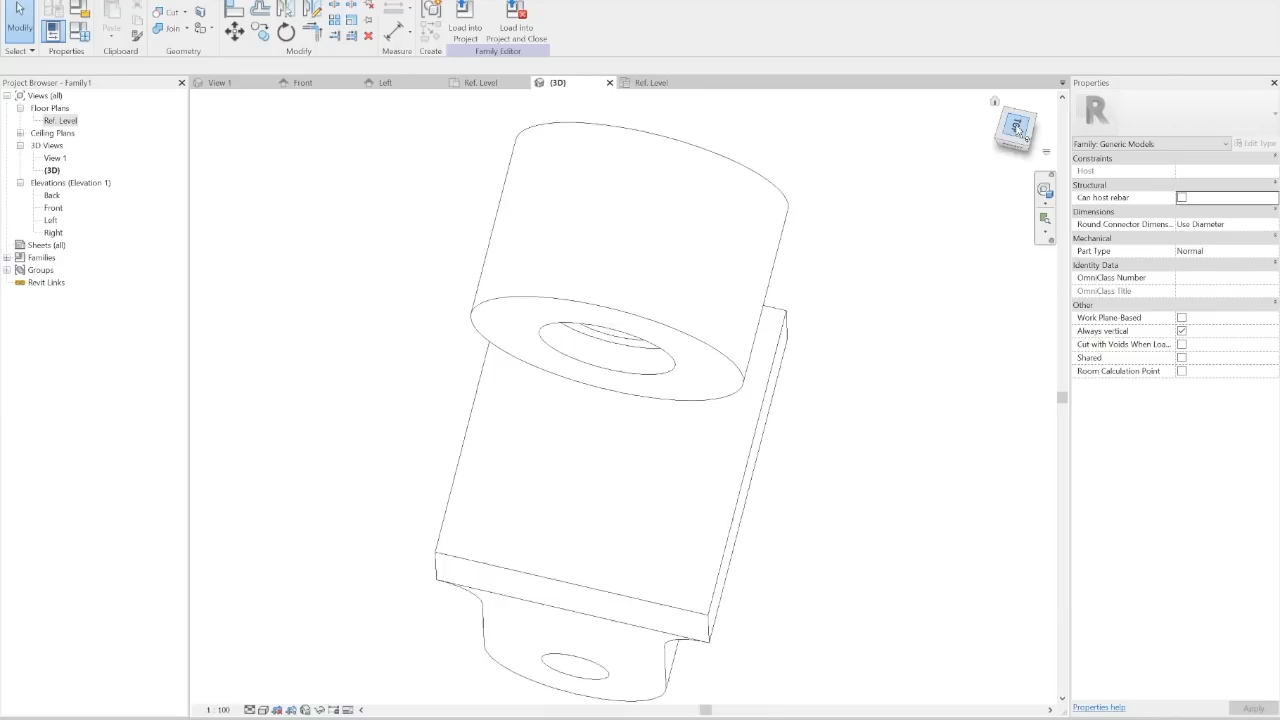 Cut
Join
Modify
Paste
Load into
Project
Load into
Project and Close
Select
Properties
Clipboard
Geometry
Modify
Measure
Create
Family Editor
Project Browser - Family1
View 1
Front
Left
Ref. Level
(3D)
Ref. Level
Properties
Views (all)
Floor Plans
Ref. Level
Ceiling Plans
3D Views
View 1
(3D)
Elevations (Elevation 1)
Back
Front
Left
Right
Sheets (all)
Families
Groups
Revit Links
R
Family: Generic Models
Edit Type
Constraints
Host
Structural
Can host rebar
Dimensions
Round Connector Dimens... Use Diameter
Mechanical
Part Type Normal
Identity Data
OmniClass Number
OmniClass Title
Other
Work Plane-Based
Always vertical
Cut with Voids When Loa...
Shared
Room Calculation Point
1 : 100
Properties help
Apply